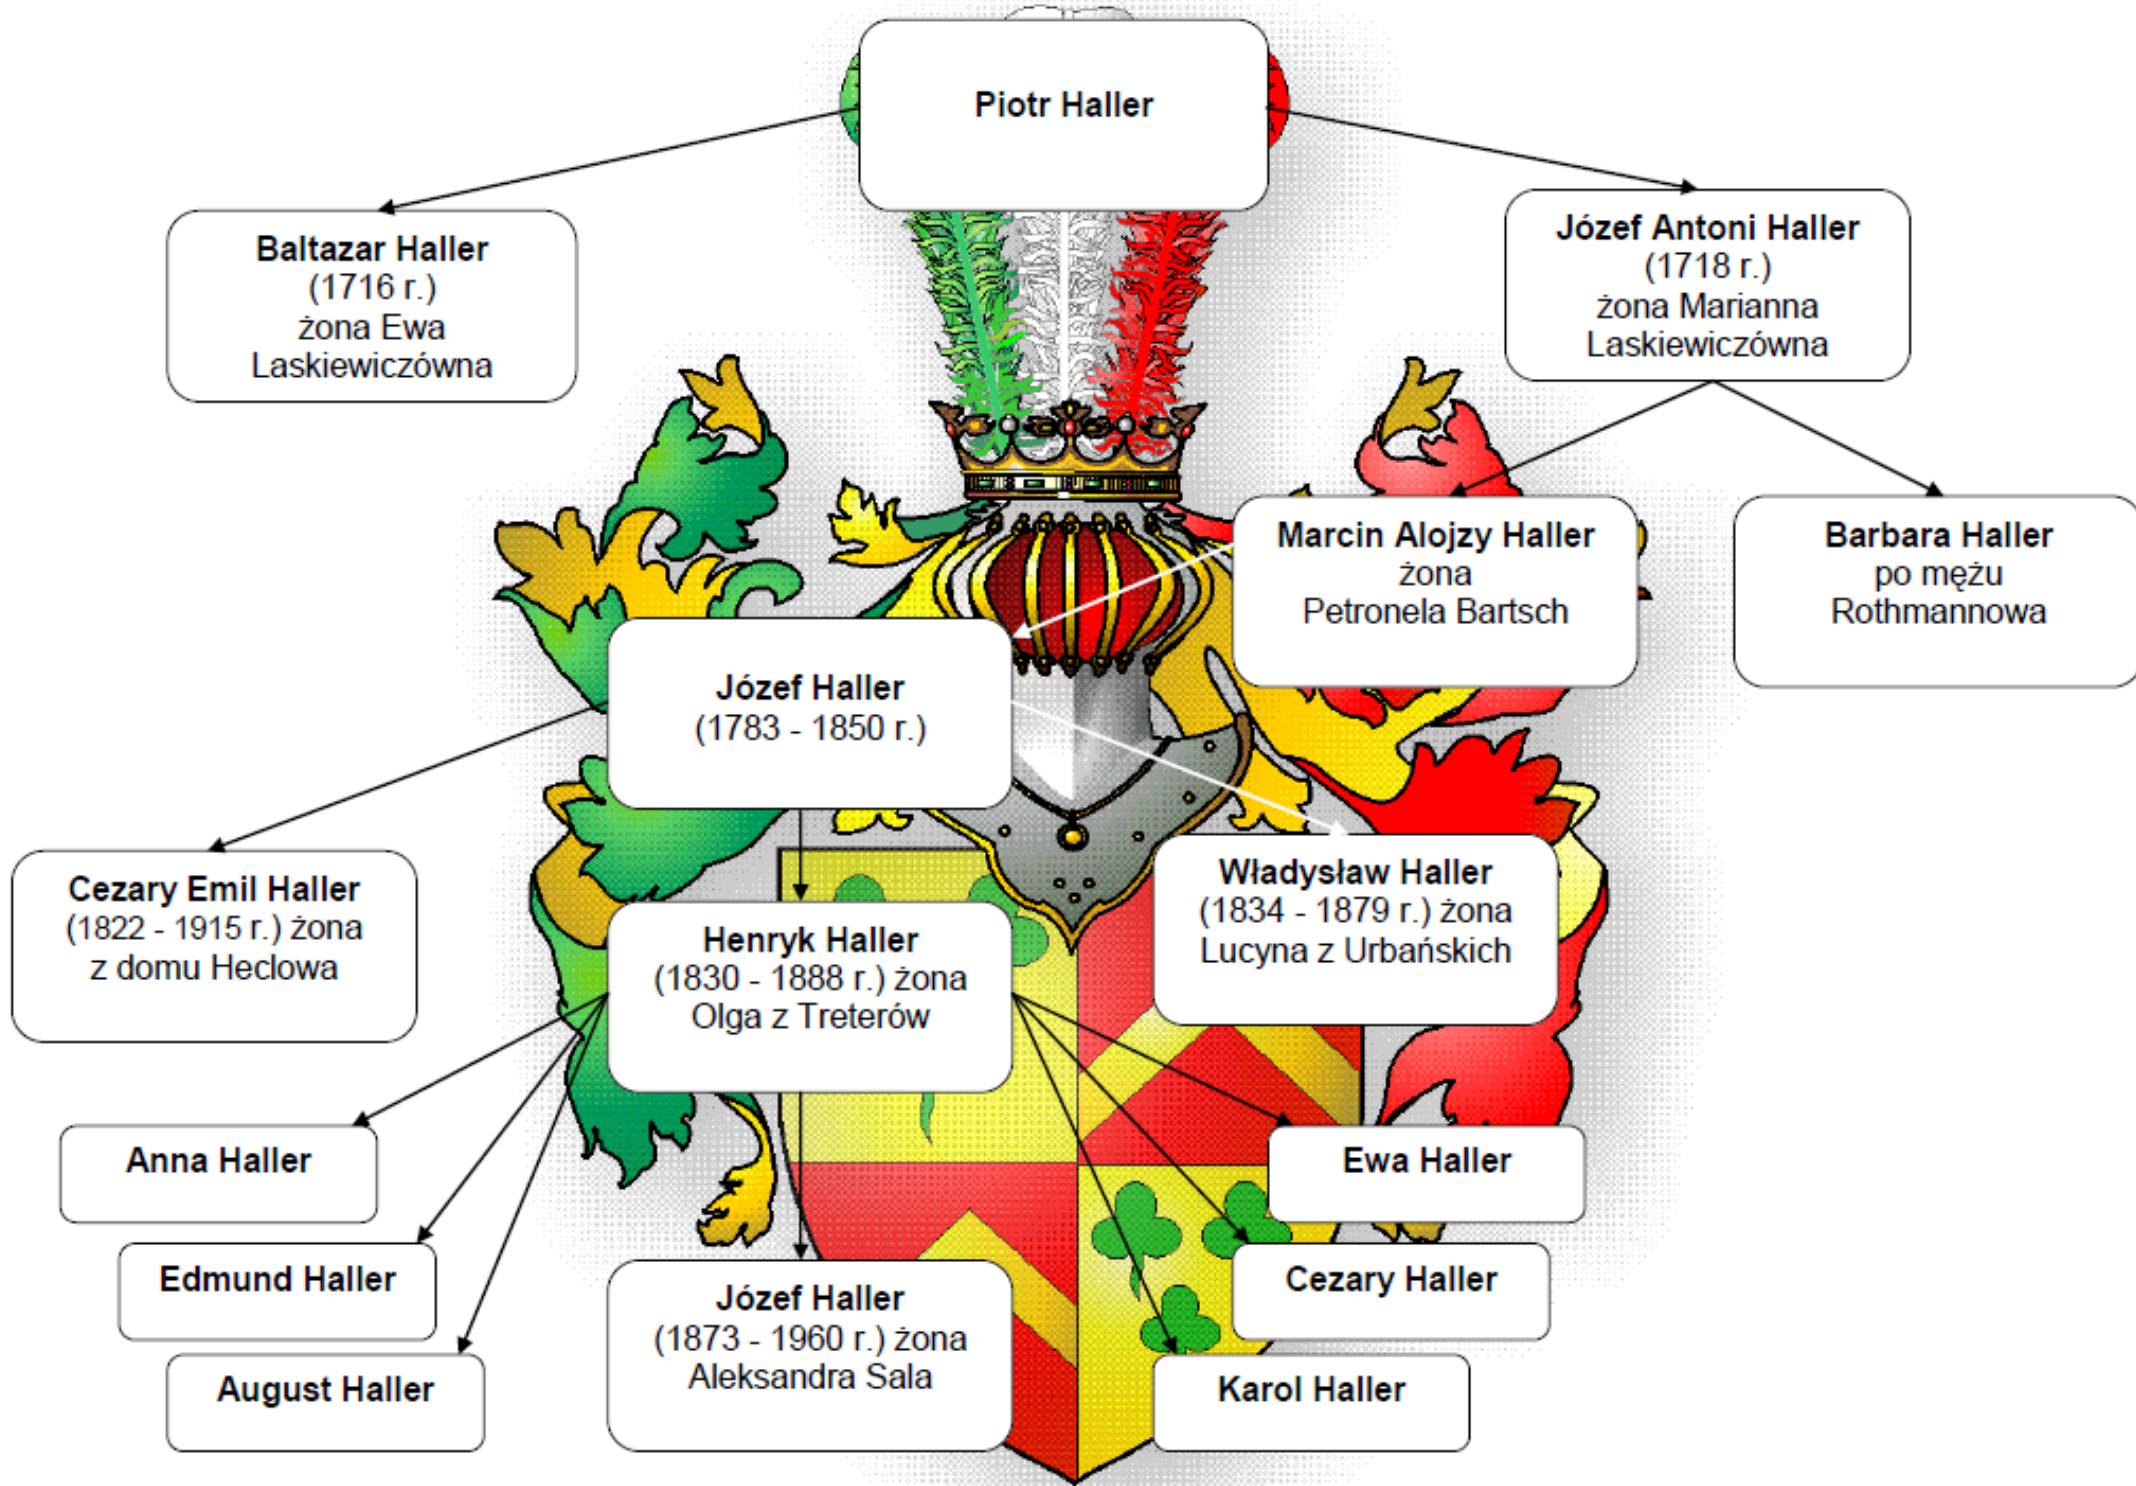 Piotr Haller
Baltazar Haller
(1716 r.)
żona Ewa
Laskiewiczówna
Józef Antoni Haller
(1718 r.)
żona Marianna
Laskiewiczówna
Marcin Alojzy Haller
żona
Petronela Bartsch
Barbara Haller
po mężu
Rothmannowa
Józef Haller
(1783 - 1850 r.)
Cezary Emil Haller
(1822 - 1915 r.) żona
z domu Heclowa
Henryk Haller
(1830 - 1888 r.) żona
Olga z Treterów
Władysław Haller
(1834 - 1879 r.) żona
Lucyna z Urbańskich
Anna Haller
Edmund Haller
August Haller
Józef Haller
(1873 - 1960 r.) żona
Aleksandra Sala
Ewa Haller
Cezary Haller
Karol Haller